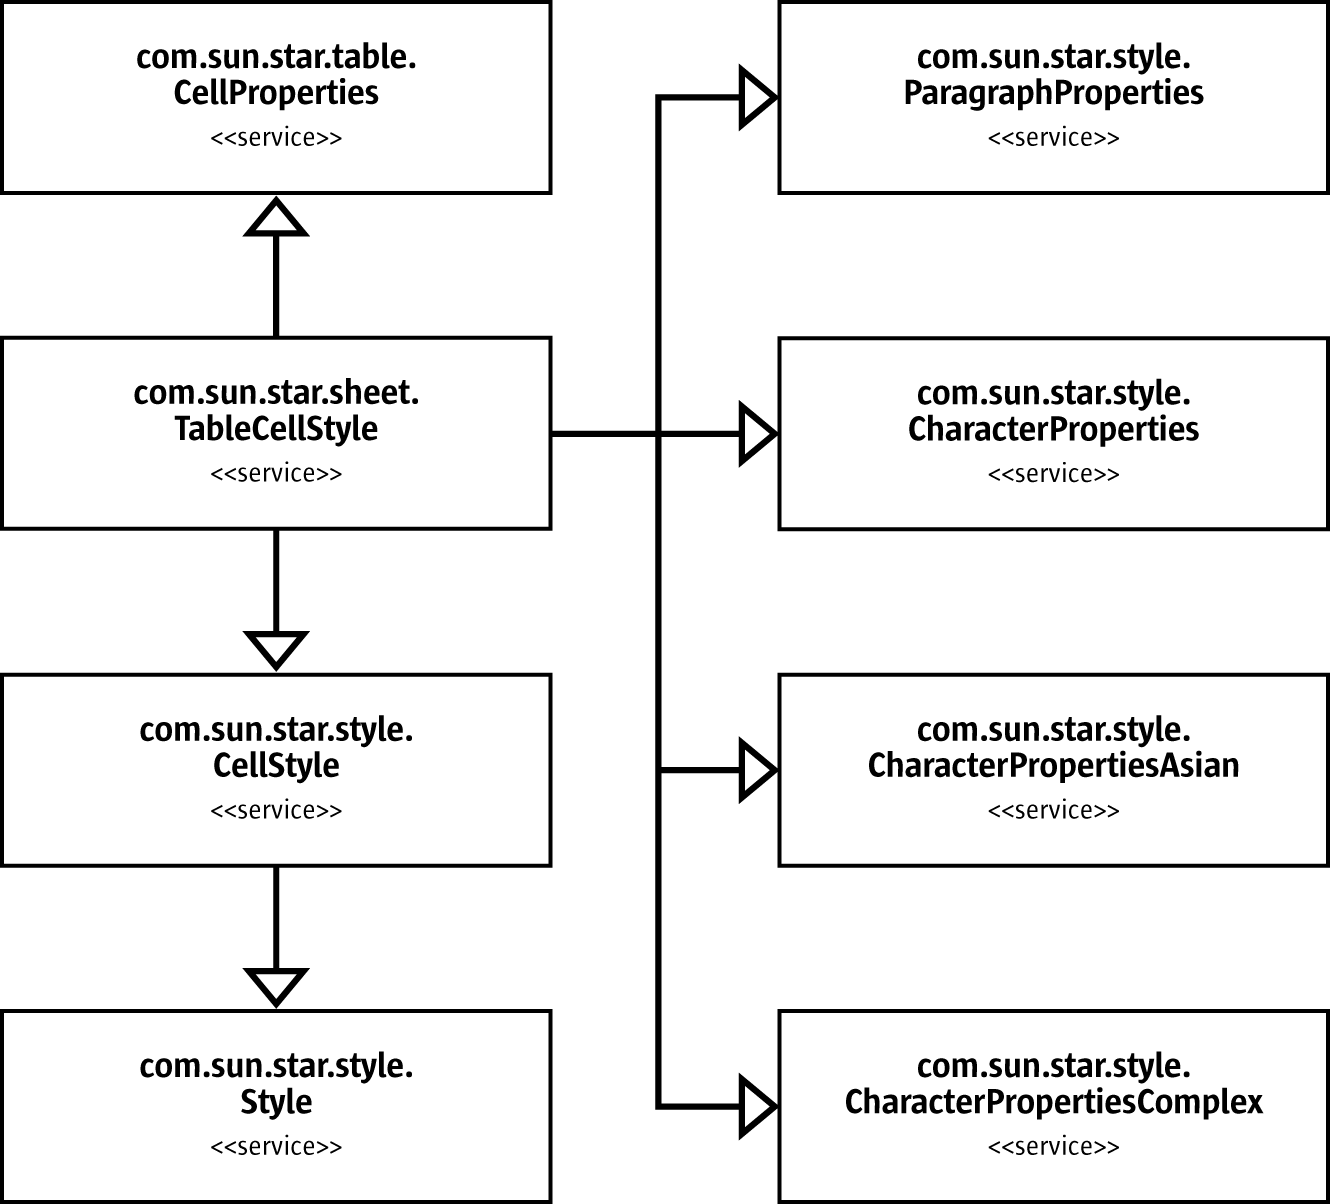 com.sun.star.table.
CellProperties
<<service>>
com.sun.star.style.
ParagraphProperties
<<service>>
com.sun.star.sheet.
TableCellStyle
<<service>>
com.sun.star.style.
CharacterProperties
<<service>>
com.sun.star.style.
CellStyle
<<service>>
com.sun.star.style.
CharacterPropertiesAsian
<<service>>
com.sun.star.style.
Style
<<service>>
com.sun.star.style.
CharacterPropertiesComplex
<<service>>